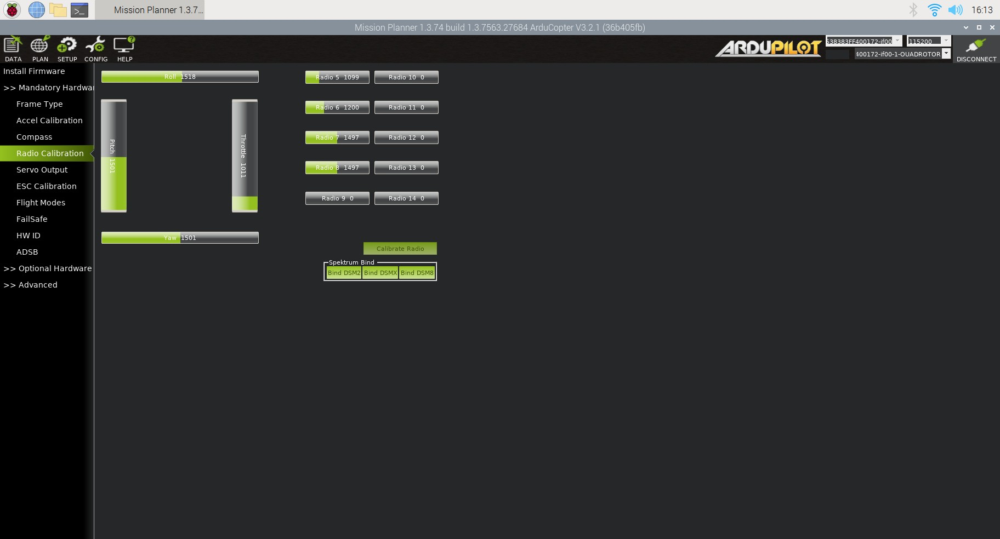 Mission Planner 1.3.7...
16:13
Mission Planner 1.3.74 build 1.3.7563.27684 ArduCopter V3.2.1 (36b405fb)
DATA PLAN SETUP CONFIG HELP
ARDUPILOT
538383FF400172-if00 115200
400172-if00-1-QUADROTOR
DISCONNECT
Install Firmware
>> Mandatory Hardwar
Frame Type
Accel Calibration
Compass
Radio Calibration
Servo Output
ESC Calibration
Flight Modes
FailSafe
HW ID
ADSB
>> Optional Hardware
>> Advanced
Roll 1518
Pitch 1501
Throttle 1011
Yaw 1501
Radio 5 1099
Radio 10 0
Radio 6 1200
Radio 11 0
Radio 7 1497
Radio 12 0
Radio 8 1497
Radio 13 0
Radio 9 0
Radio 14 0
Calibrate Radio
Spektrum Bind
Bind DSM2 Bind DSMX Bind DSM8